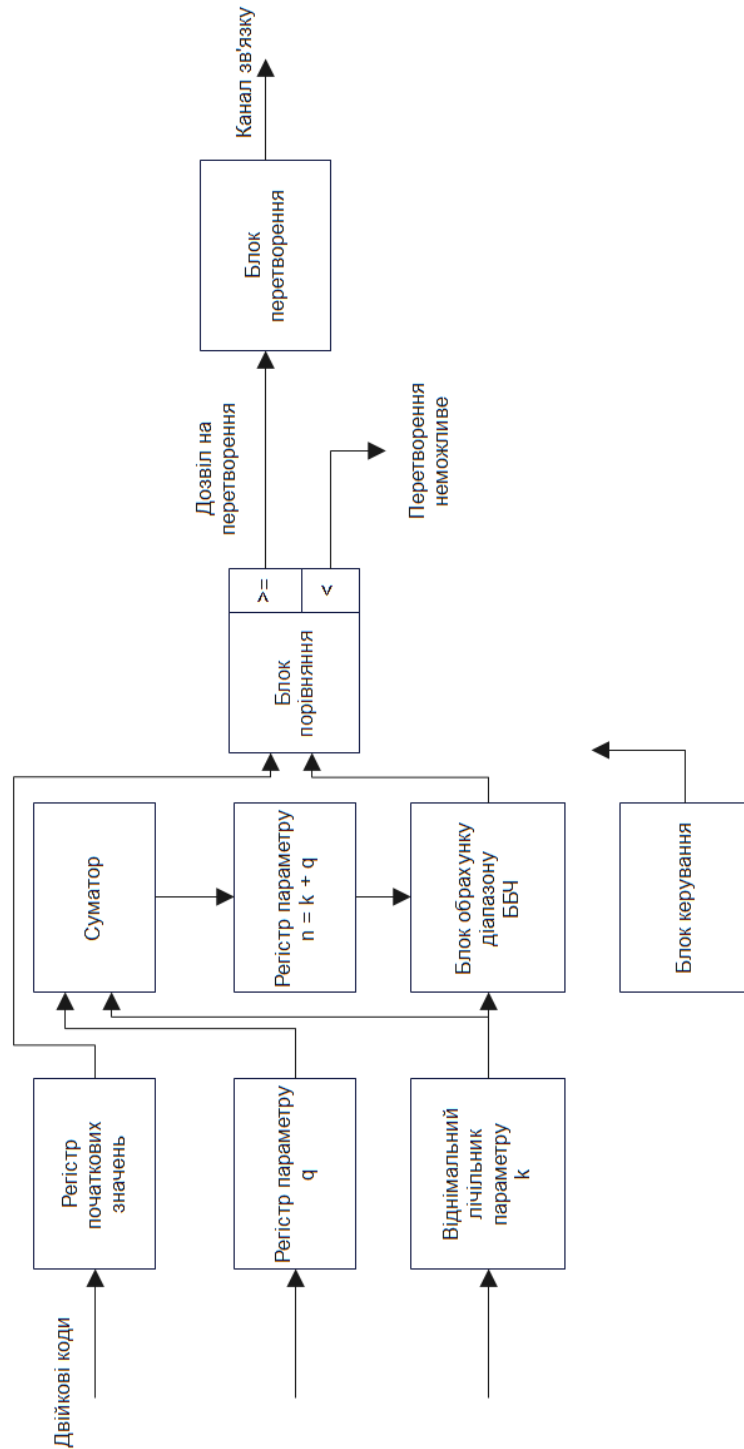 Двійкові коди
Регістр
початкових
значень
Регістр параметру
q
Віднімальний
лічільник
параметру
k
Суматор
Регістр параметру
n = k + q
Блок обрахунку
діапазону
ББЧ
Блок керування
Блок
порівняння
>=
<
Дозвіл на
перетворення
Перетворення
неможливе
Блок
перетворення
Канал зв'язку